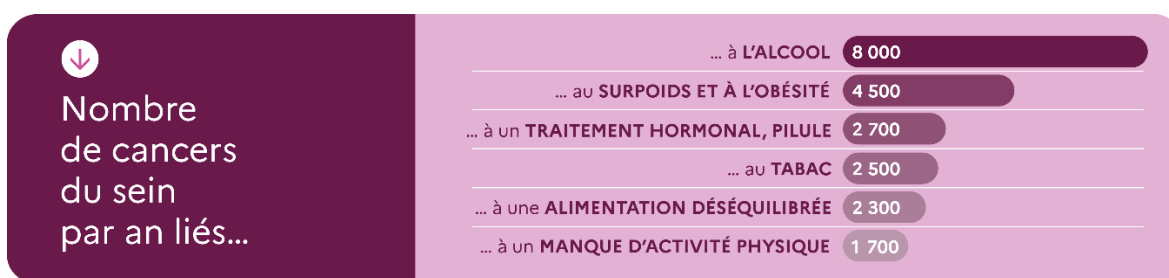 Nombre
de cancers
du sein
par an liés...
... à L'ALCOOL 8 000
... au SURPOIDS ET À L'OBÉSITÉ 4 500
... à un TRAITEMENT HORMONAL, PILULE 2 700
... au TABAC 2 500
... à une ALIMENTATION DÉSÉQUILIBRÉE 2 300
... à un MANQUE D'ACTIVITÉ PHYSIQUE 1 700